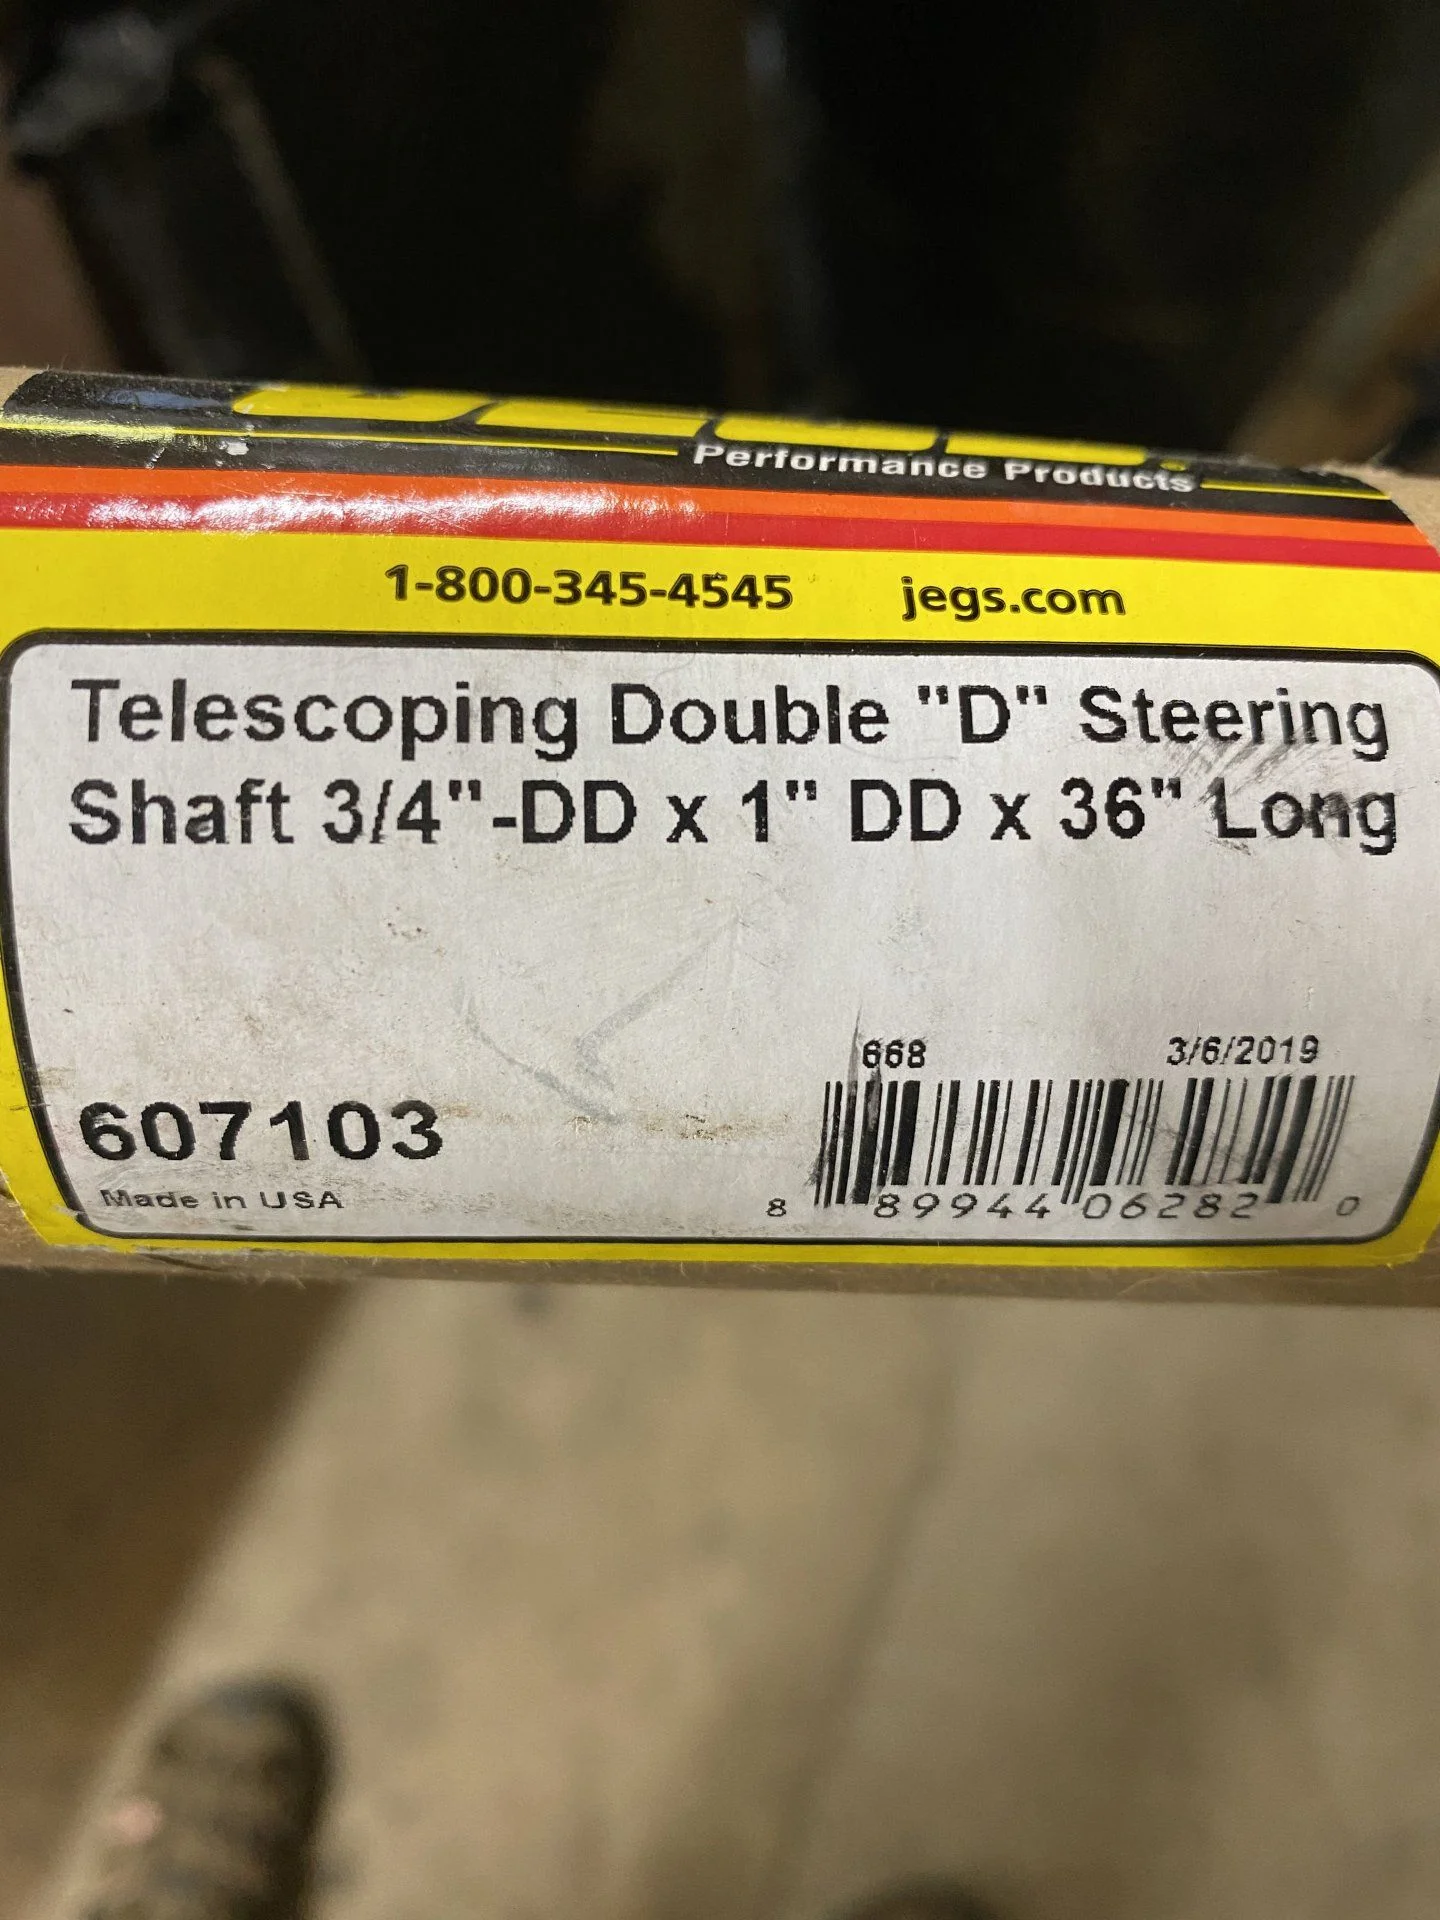 JEGS
Performance Products
1-800-345-4545 jegs.com
Telescoping Double "D" Steering
Shaft 3/4"-DD x 1" DD x 36" Long
668 3/6/2019
607103
Made in USA
8 89944 06282 0